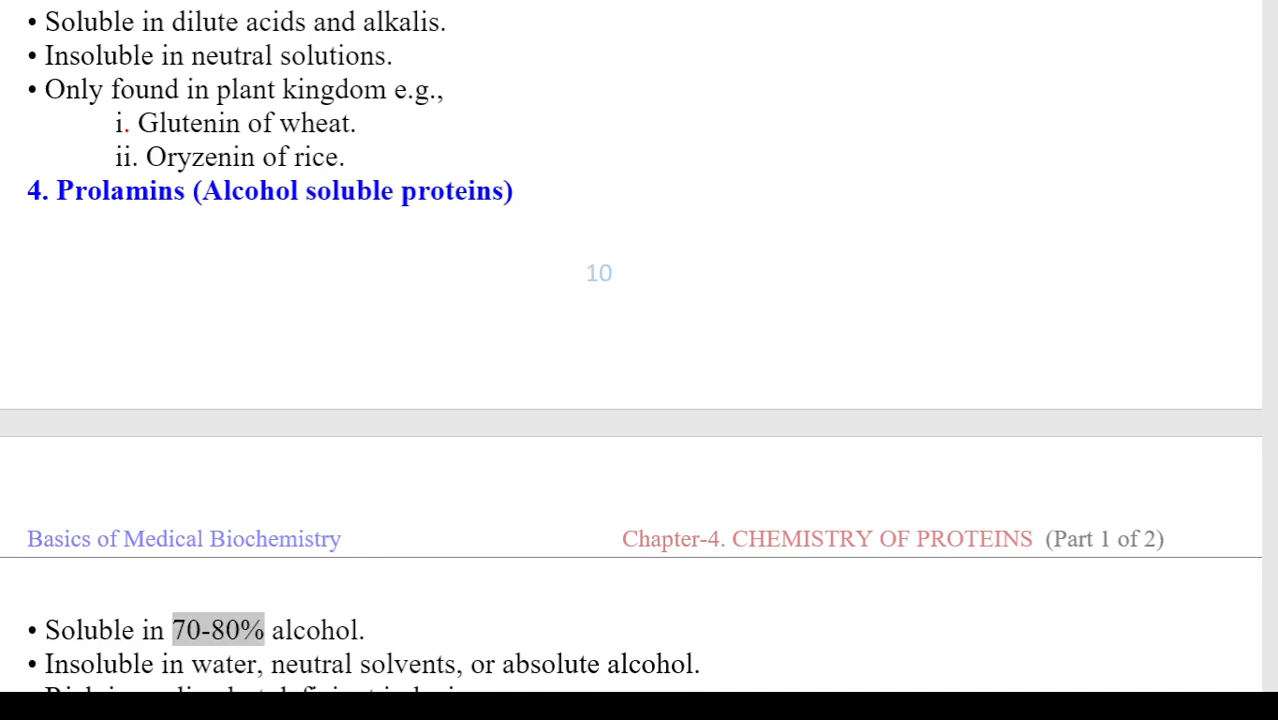 • Soluble in dilute acids and alkalis.
• Insoluble in neutral solutions.
• Only found in plant kingdom e.g.,
i. Glutenin of wheat.
ii. Oryzenin of rice.
4. Prolamins (Alcohol soluble proteins)
10
Basics of Medical Biochemistry Chapter-4. CHEMISTRY OF PROTEINS (Part 1 of 2)
• Soluble in 70-80% alcohol.
• Insoluble in water, neutral solvents, or absolute alcohol.